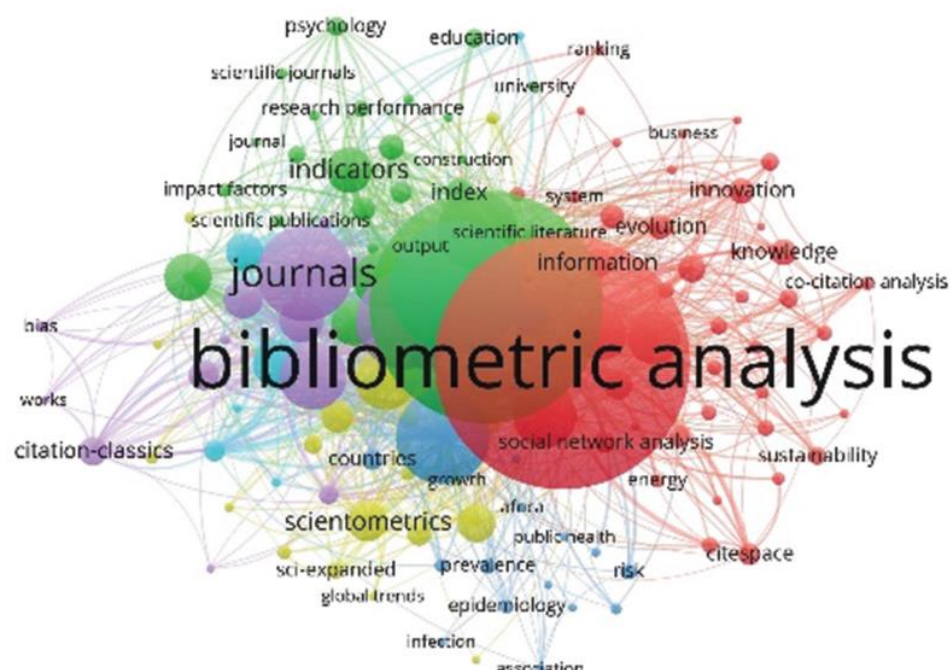 psychology
education
ranking
scientific journals
university
research performance
business
journal
construction
indicators
impact factors
index
system
innovation
scientific publications
scientific literature
evolution
output
knowledge
information
journals
co-citation analysis
bias
bibliometric analysis
works
citation-classics
social network analysis
countries
sustainability
growth
energy
africa
scientometrics
public health
citespace
sci-expanded
prevalence
risk
global trends
epidemiology
infection
association